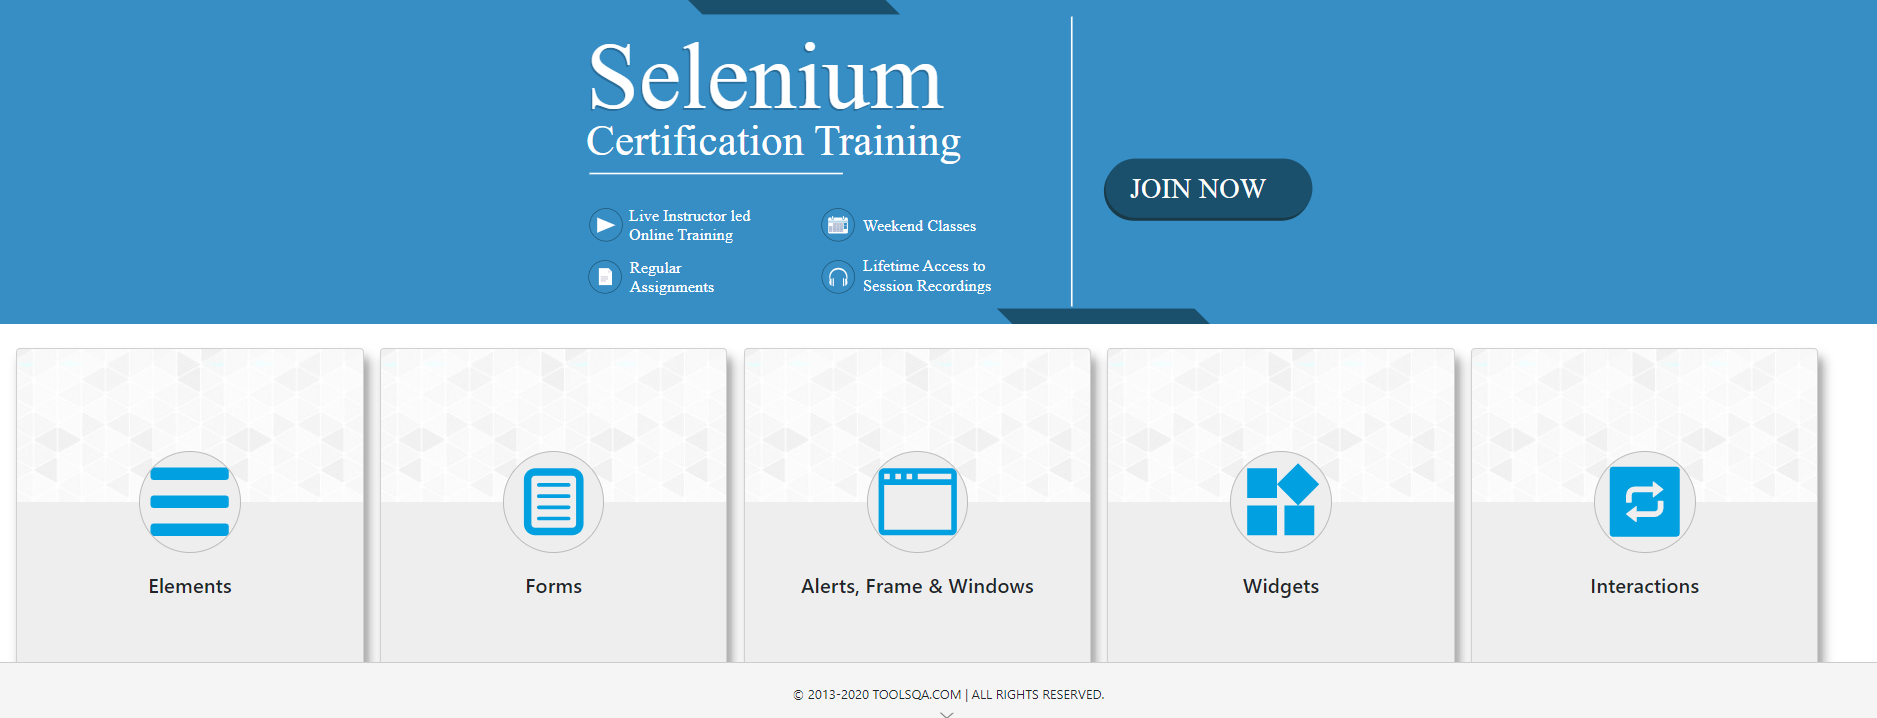 Selenium
Certification Training
JOIN NOW
Live Instructor led
Online Training
Weekend Classes
Regular
Assignments
Lifetime Access to
Session Recordings
Elements
Forms
Alerts, Frame & Windows
Widgets
Interactions
© 2013-2020 TOOLSQA.COM | ALL RIGHTS RESERVED.